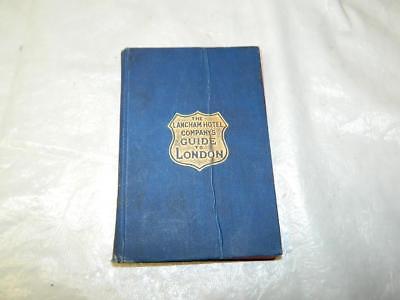 THE
LANGHAM HOTEL
COMPANY'S
GUIDE
TO
LONDON